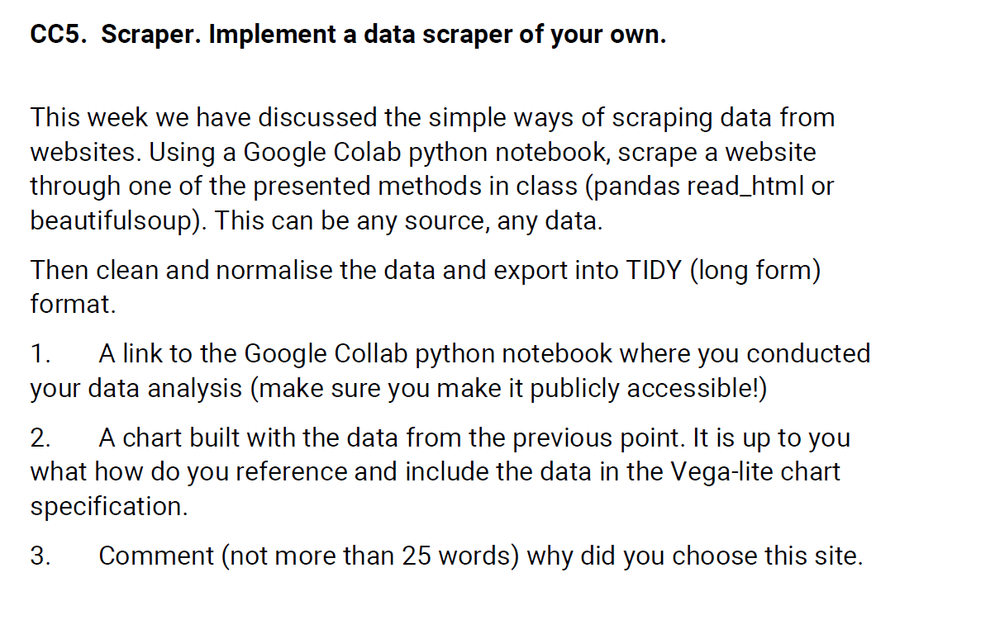 CC5. Scraper. Implement a data scraper of your own.
This week we have discussed the simple ways of scraping data from
websites. Using a Google Colab python notebook, scrape a website
through one of the presented methods in class (pandas read_html or
beautifulsoup). This can be any source, any data.
Then clean and normalise the data and export into TIDY (long form)
format.
1. A link to the Google Collab python notebook where you conducted
your data analysis (make sure you make it publicly accessible!)
2. A chart built with the data from the previous point. It is up to you
what how do you reference and include the data in the Vega-lite chart
specification.
3. Comment (not more than 25 words) why did you choose this site.